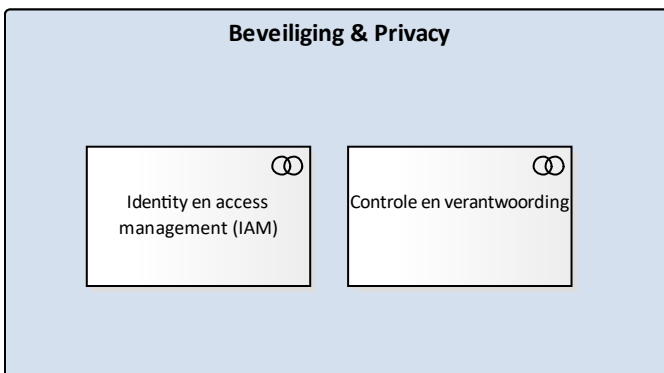 Beveiliging & Privacy
Identity en access
management (IAM)
Controle en verantwoording